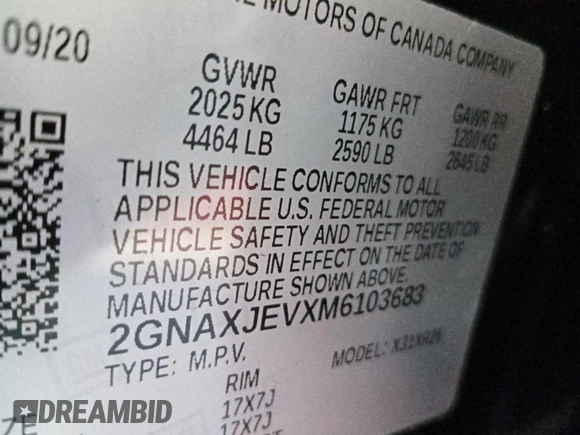 MOTORS OF CANADA COMPANY
09/20
GVWR GAWR FRT GAWR RR
2025 KG 1175 KG 1200 KG
4464 LB 2590 LB 2645 LB
THIS VEHICLE CONFORMS TO ALL
APPLICABLE U.S. FEDERAL MOTOR
VEHICLE SAFETY AND THEFT PREVENTION
STANDARDS IN EFFECT ON THE DATE OF
MANUFACTURE SHOWN ABOVE.
2GNAXJEVXM6103683
TYPE: M.P.V. MODEL: X31XR26
RIM
17X7J
17X7J
DREAMBID